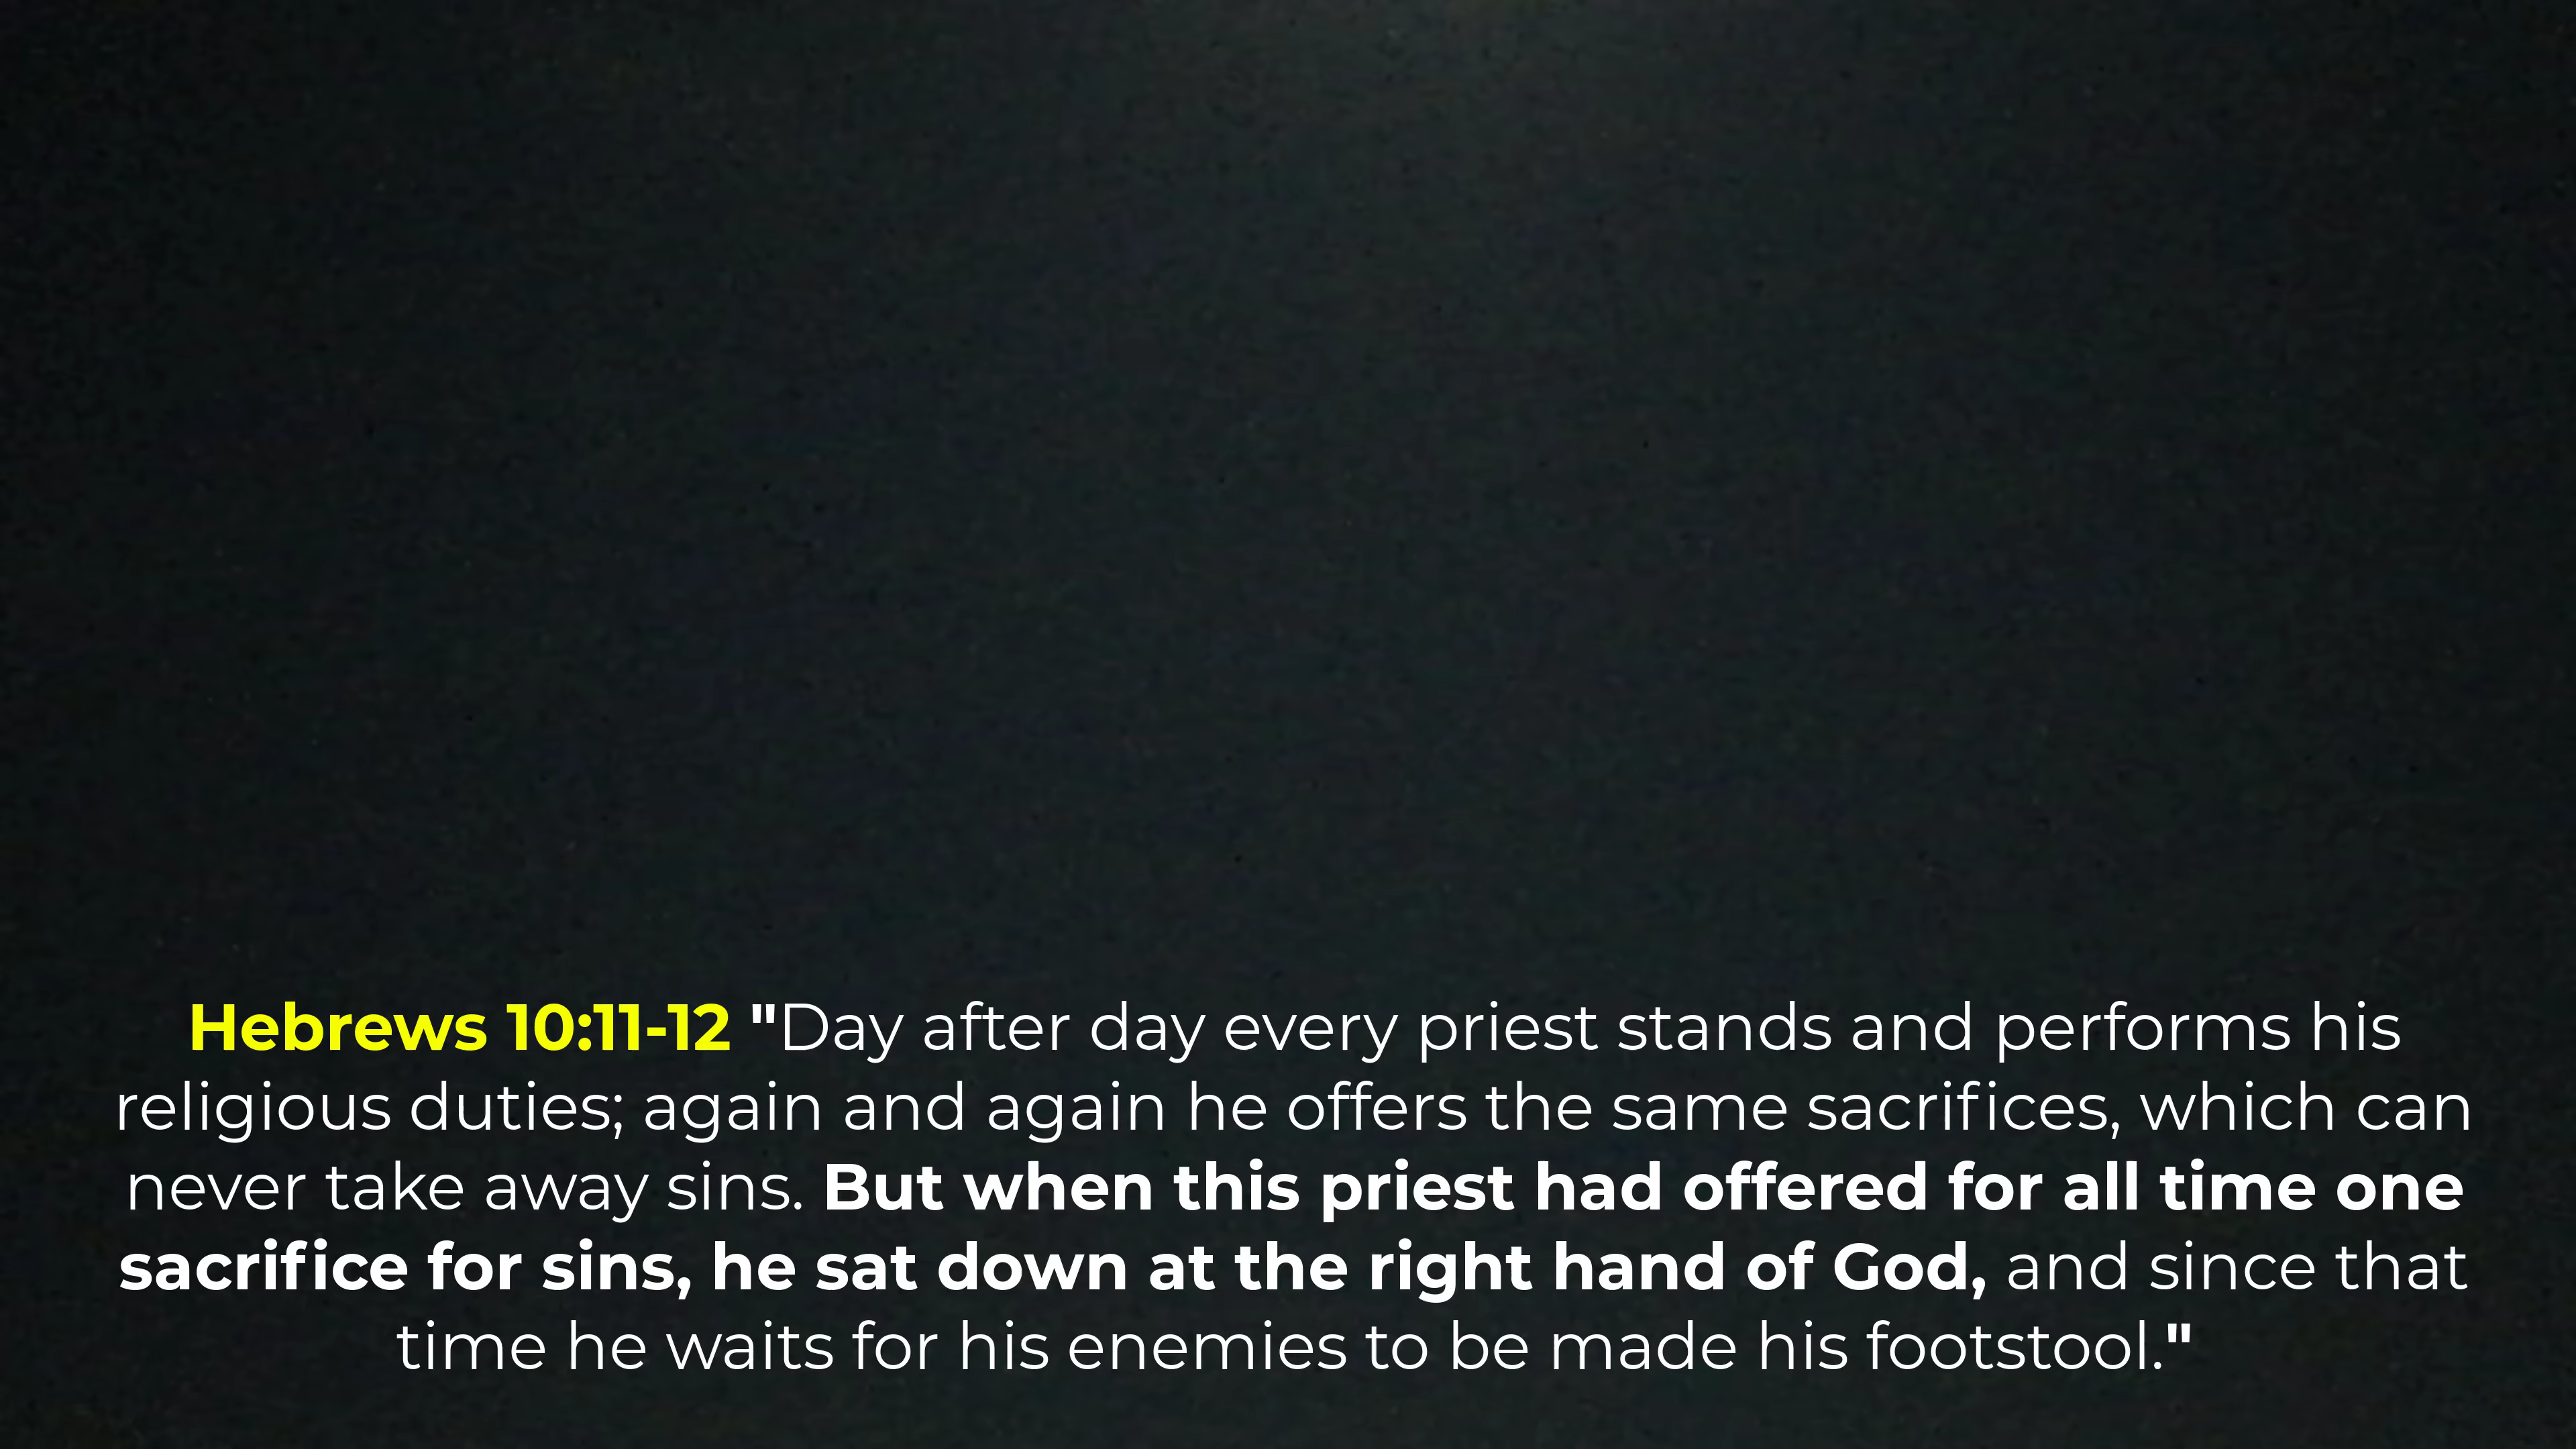 Hebrews 10:11-12 "Day after day every priest stands and performs his
religious duties; again and again he offers the same sacrifices, which can
never take away sins. But when this priest had offered for all time one
sacrifice for sins, he sat down at the right hand of God, and since that
time he waits for his enemies to be made his footstool."